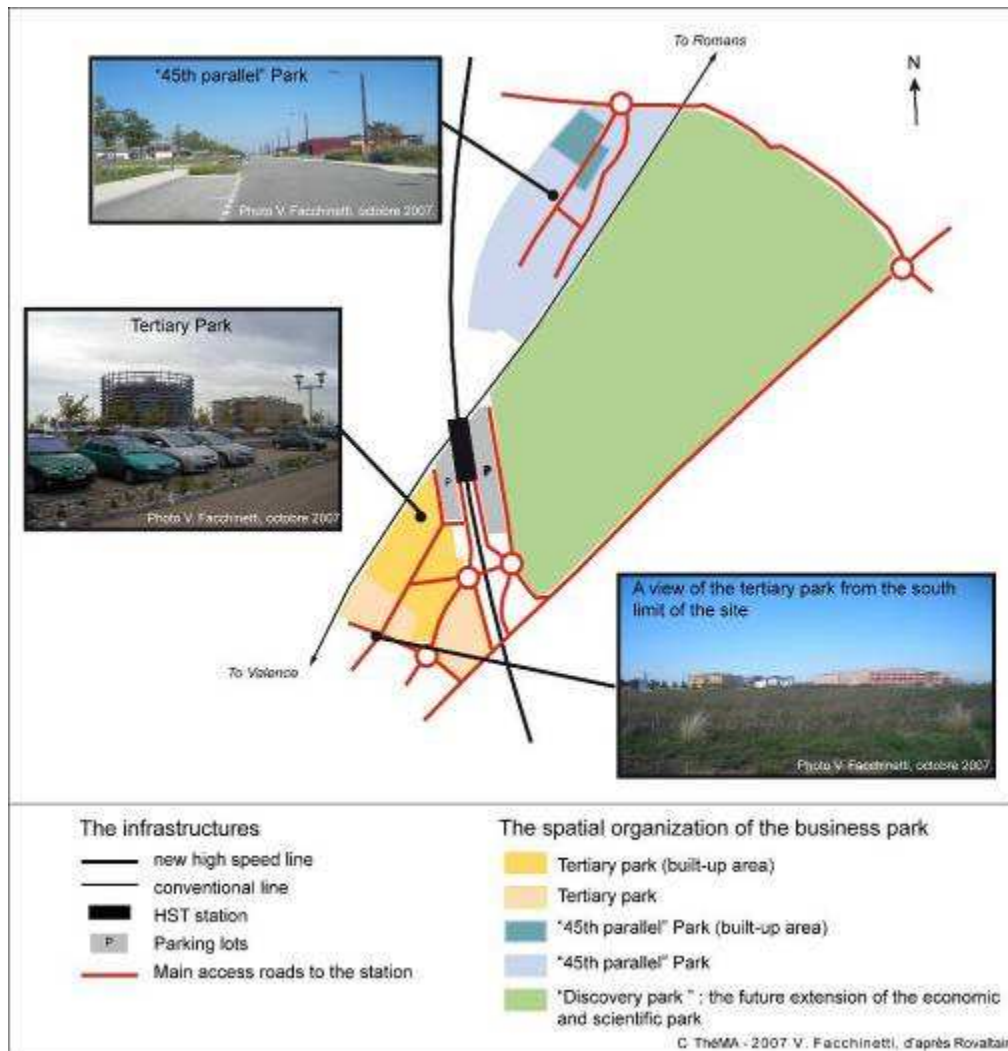 To Romans
N
"45th parallel" Park
Photo V. Facchinetti, octobre 2007.
Tertiary Park
Photo V. Facchinetti, octobre 2007.
P
P
A view of the tertiary park from the south
limit of the site
Photo V. Facchinetti, octobre 2007.
To Valence
The infrastructures
new high speed line
conventional line
HST station
P
Parking lots
Main access roads to the station
The spatial organization of the business park
Tertiary park (built-up area)
Tertiary park
"45th parallel" Park (built-up area)
"45th parallel" Park
"Discovery park " : the future extension of the economic
and scientific park
C ThéMA - 2007 V. Facchinetti, d'après Rovaltain